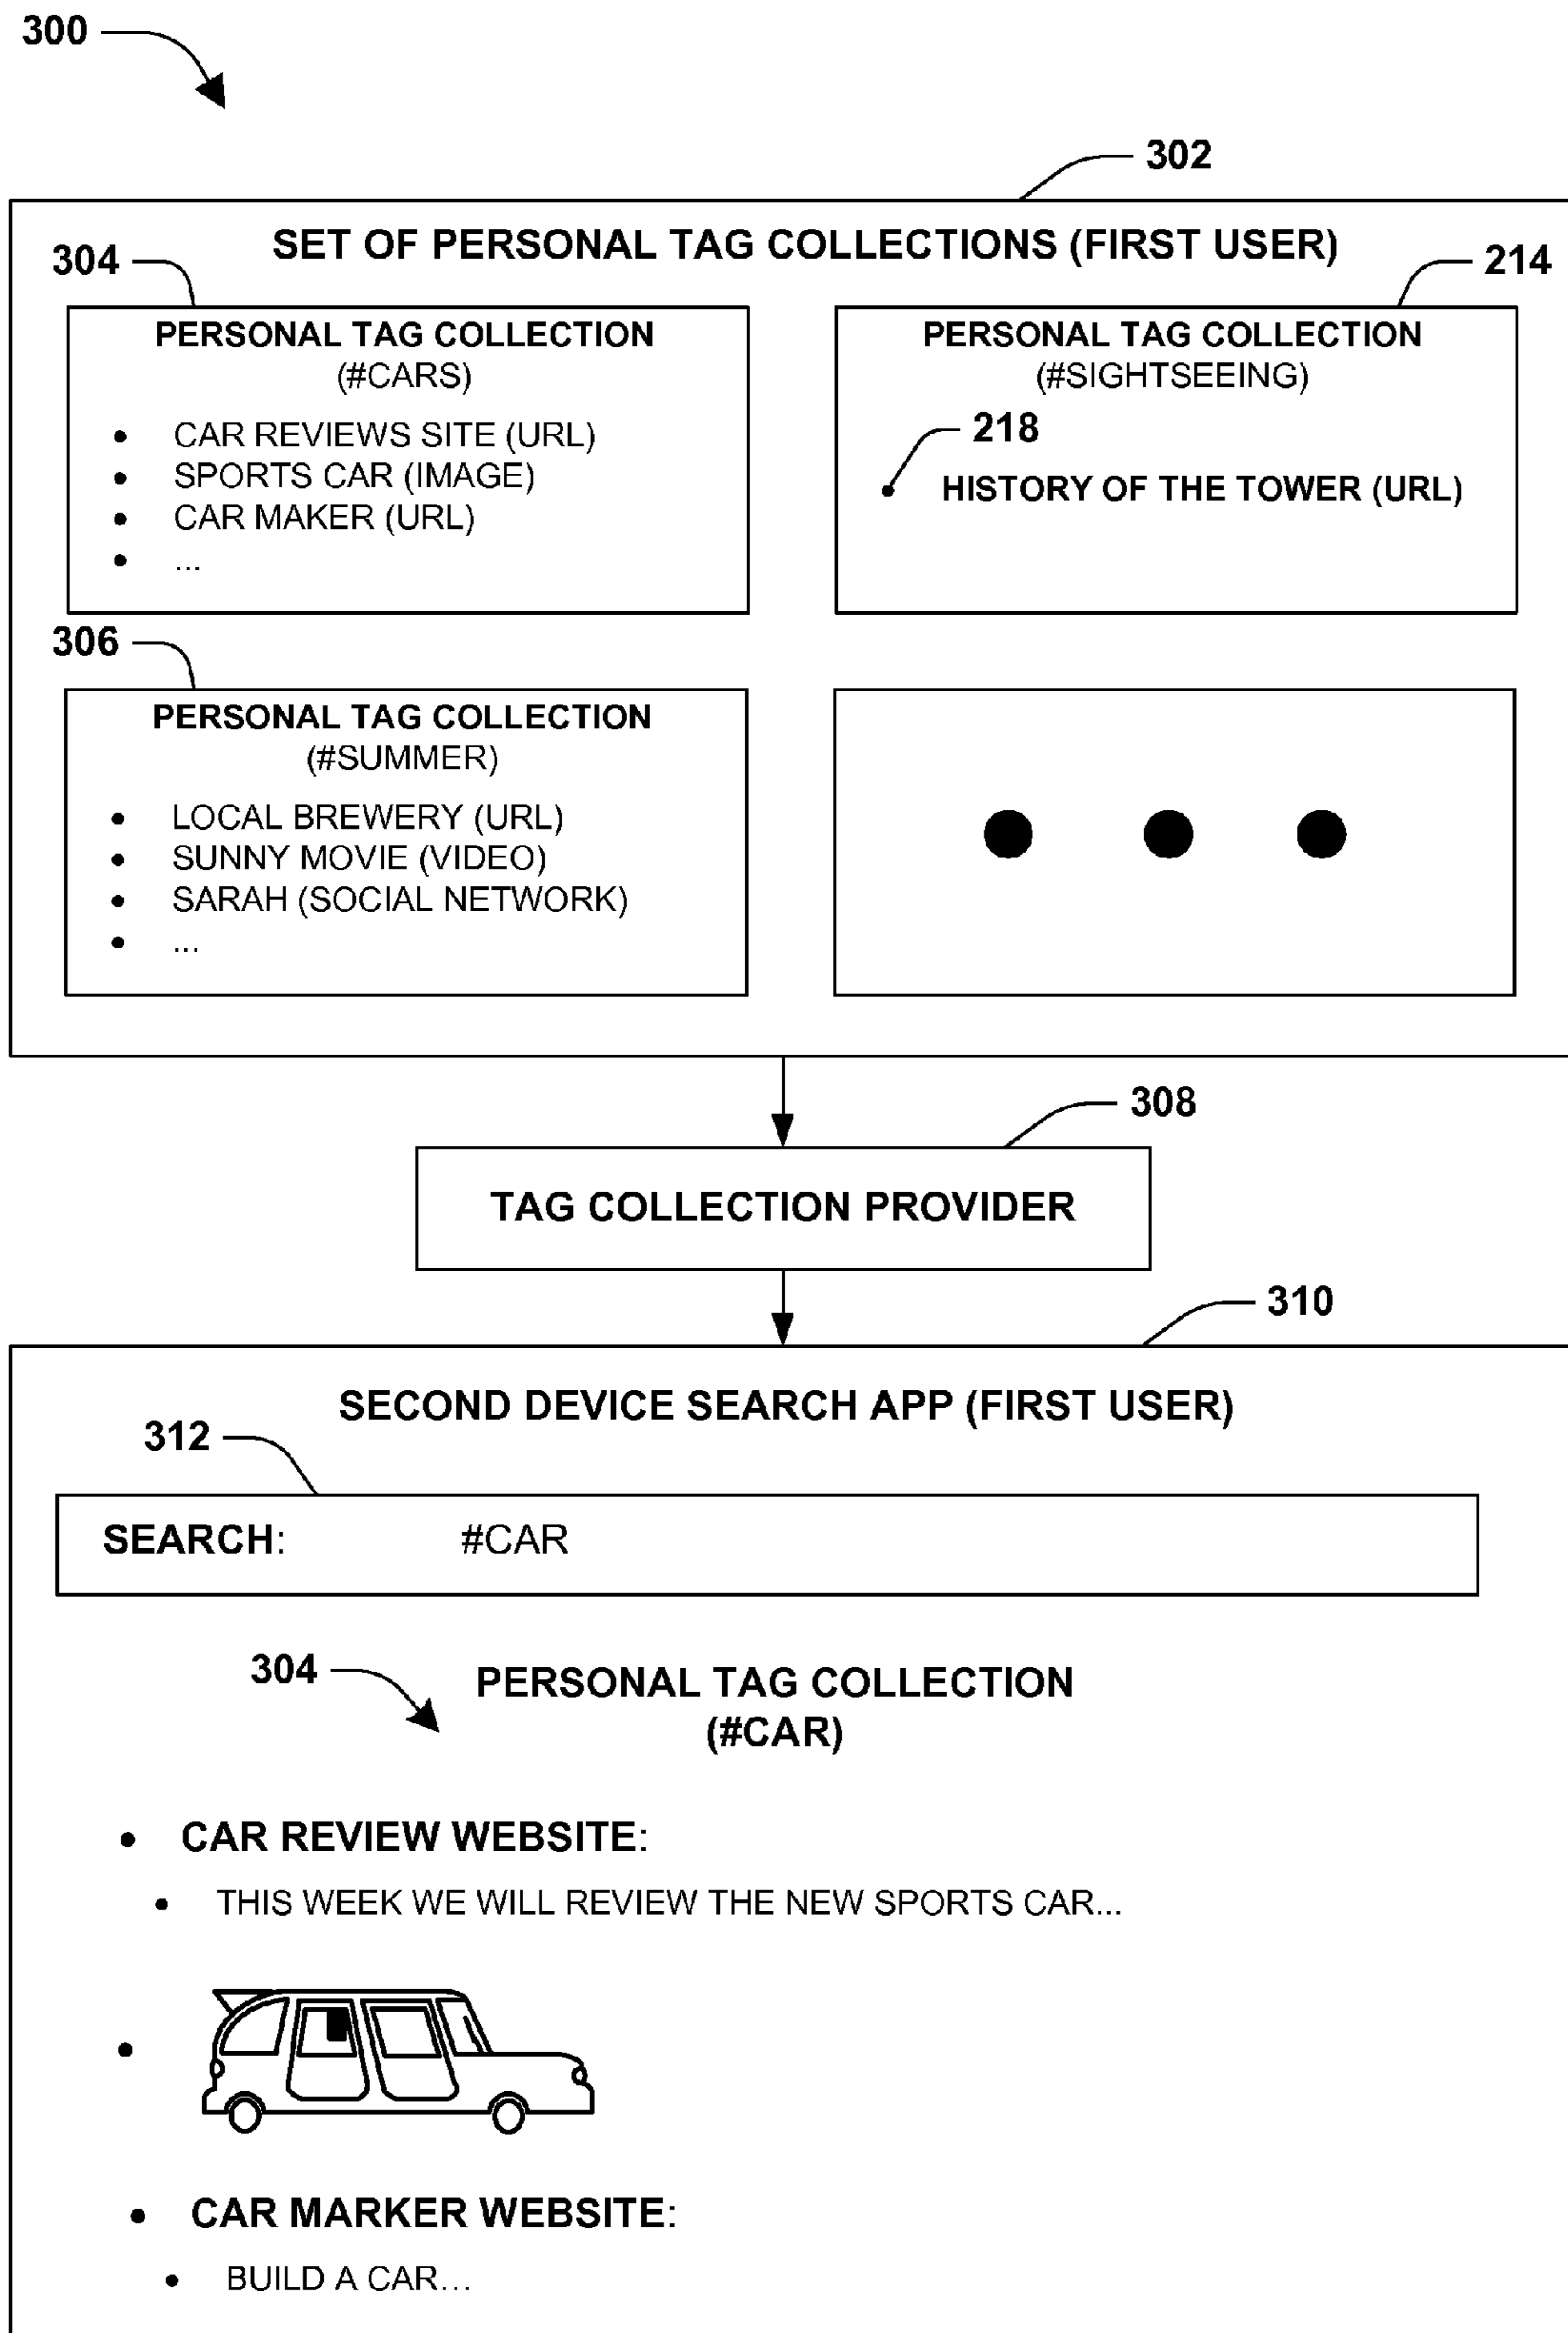 300
302
SET OF PERSONAL TAG COLLECTIONS (FIRST USER)
304
214
PERSONAL TAG COLLECTION
(#CARS)
• CAR REVIEWS SITE (URL)
• SPORTS CAR (IMAGE)
• CAR MAKER (URL)
• ...
PERSONAL TAG COLLECTION
(#SIGHTSEEING)
218
• HISTORY OF THE TOWER (URL)
306
PERSONAL TAG COLLECTION
(#SUMMER)
• LOCAL BREWERY (URL)
• SUNNY MOVIE (VIDEO)
• SARAH (SOCIAL NETWORK)
• ...
308
TAG COLLECTION PROVIDER
310
SECOND DEVICE SEARCH APP (FIRST USER)
312
SEARCH: #CAR
304
PERSONAL TAG COLLECTION
(#CAR)
• CAR REVIEW WEBSITE:
• THIS WEEK WE WILL REVIEW THE NEW SPORTS CAR...
• CAR MARKER WEBSITE:
• BUILD A CAR...